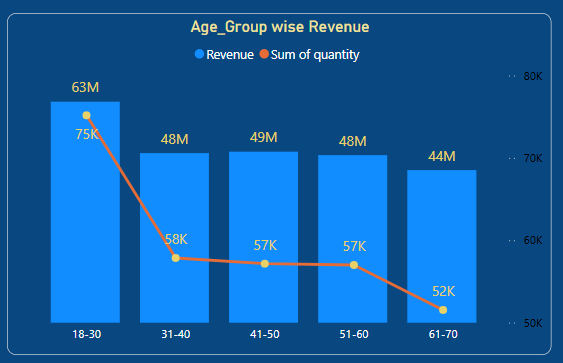 Age_Group wise Revenue
Revenue Sum of quantity
80K
63M
75K
48M
49M
48M
44M
70K
58K
57K
57K
60K
52K
50K
18-30 31-40 41-50 51-60 61-70